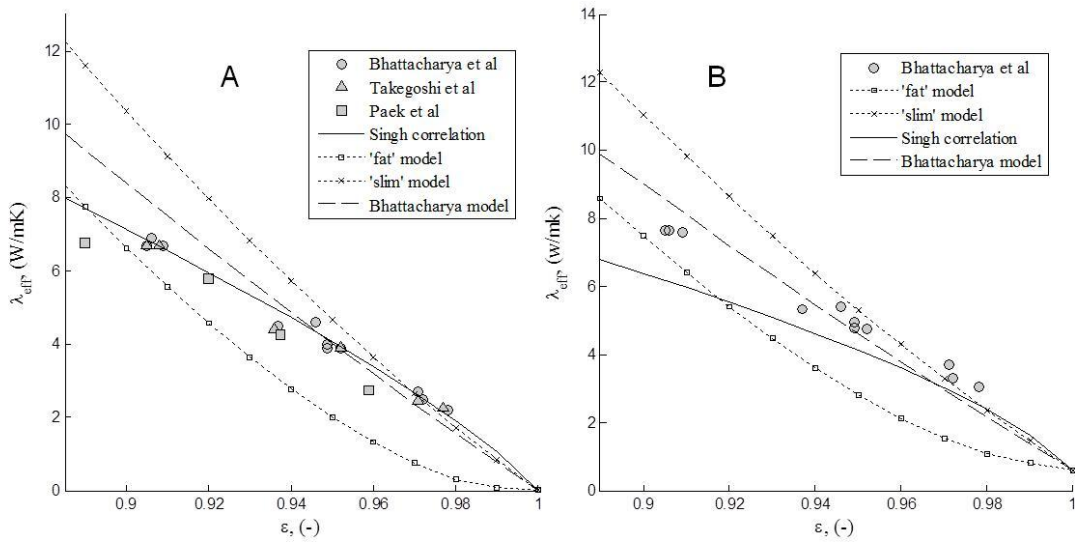 A
Bhattacharya et al
Takegoshi et al
Paek et al
Singh correlation
'fat' model
'slim' model
Bhattacharya model
12
10
8
6
4
2
0
λeff, (W/mK)
0.9
0.92
0.94
0.96
0.98
1
ε, (-)
B
Bhattacharya et al
'fat' model
'slim' model
Singh correlation
Bhattacharya model
14
12
10
8
6
4
2
0
λeff, (w/mk)
0.9
0.92
0.94
0.96
0.98
1
ε, (-)